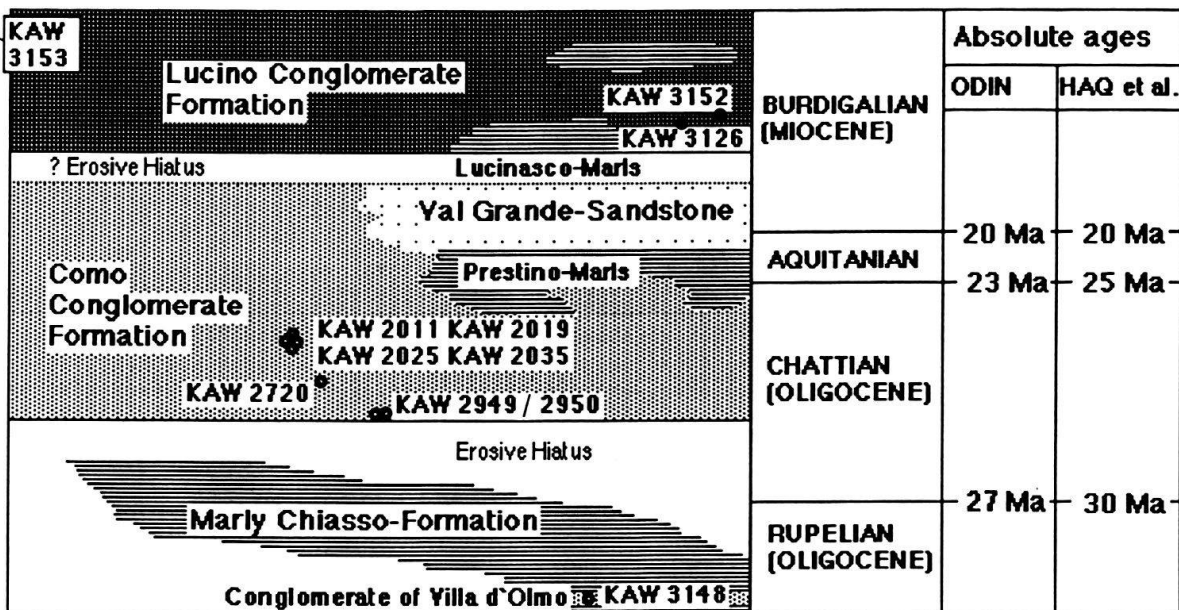 KAW
3153
Lucino Conglomerate
Formation
KAW 3152
KAW 3126
? Erosive Hiatus
Lucinasco-Marls
Val Grande-Sandstone
Prestino-Marls
Como
Conglomerate
Formation
KAW 2011 KAW 2019
KAW 2025 KAW 2035
KAW 2720
KAW 2949 / 2950
Erosive Hiatus
Marly Chiasso-Formation
Conglomerate of Villa d`Olmo
KAW 3148
BURDIGALIAN
(MIOCENE)
AQUITANIAN
CHATTIAN
(OLIGOCENE)
RUPELIAN
(OLIGOCENE)
Absolute ages
ODIN HAQ et al.
20 Ma 20 Ma
23 Ma 25 Ma
27 Ma 30 Ma